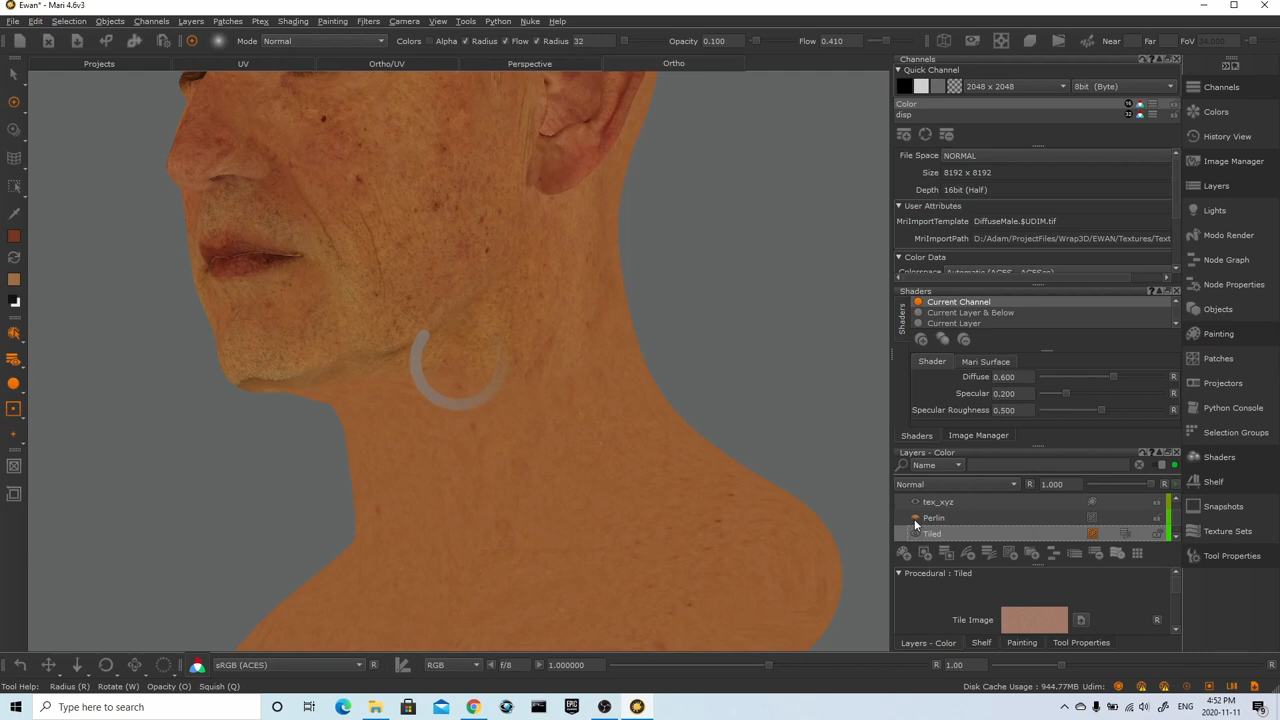 Ewan* - Mari 4.6v3
File Edit Selection Objects Channels Layers Patches Ptex Shading Painting Filters Camera View Tools Python Nuke Help
Mode Normal Colors Alpha Radius Flow Radius 32 Opacity 0.100 Flow 0.410 Near Far FoV 34.000
Projects UV Ortho/UV Perspective Ortho
Channels
Quick Channel
2048 x 2048 8bit (Byte)
Color 16
disp 32
File Space NORMAL
Size 8192 x 8192
Depth 16bit (Half)
User Attributes
MriImportTemplate DiffuseMale.$UDIM.tif
MriImportPath D:/Adam/ProjectFiles/Wrap3D/EWAN/Textures/Text
Color Data
Colorspace Automatic (ACES - ACEScg)
Shaders
Shaders
Current Channel
Current Layer & Below
Current Layer
Shader Mari Surface
Diffuse 0.600 R
Specular 0.200 R
Specular Roughness 0.500 R
Shaders Image Manager
Layers - Color
Name
Normal R 1.000 R
tex_xyz
Perlin
Tiled
Procedural : Tiled
Tile Image R
Layers - Color Shelf Painting Tool Properties
Channels
Colors
History View
Image Manager
Layers
Lights
Modo Render
Node Graph
Node Properties
Objects
Painting
Patches
Projectors
Python Console
Selection Groups
Shaders
Shelf
Snapshots
Texture Sets
Tool Properties
sRGB (ACES) R RGB f/8 1.000000 R 1.00 R
Tool Help: Radius (R) Rotate (W) Opacity (O) Squish (Q)
Disk Cache Usage: 944.77MB Udim:
Type here to search
4:52 PM
2020-11-11